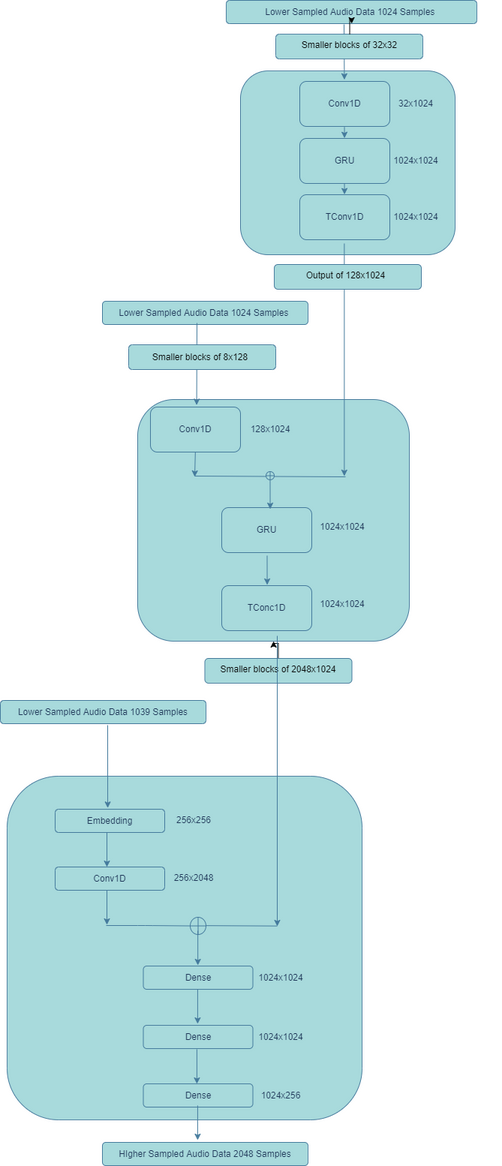 Lower Sampled Audio Data 1024 Samples
Smaller blocks of 32x32
Conv1D 32x1024
GRU 1024x1024
TConv1D 1024x1024
Output of 128x1024
Lower Sampled Audio Data 1024 Samples
Smaller blocks of 8x128
Conv1D 128x1024
GRU 1024x1024
TConc1D 1024x1024
Smaller blocks of 2048x1024
Lower Sampled Audio Data 1039 Samples
Embedding 256x256
Conv1D 256x2048
Dense 1024x1024
Dense 1024x1024
Dense 1024x256
Higher Sampled Audio Data 2048 Samples